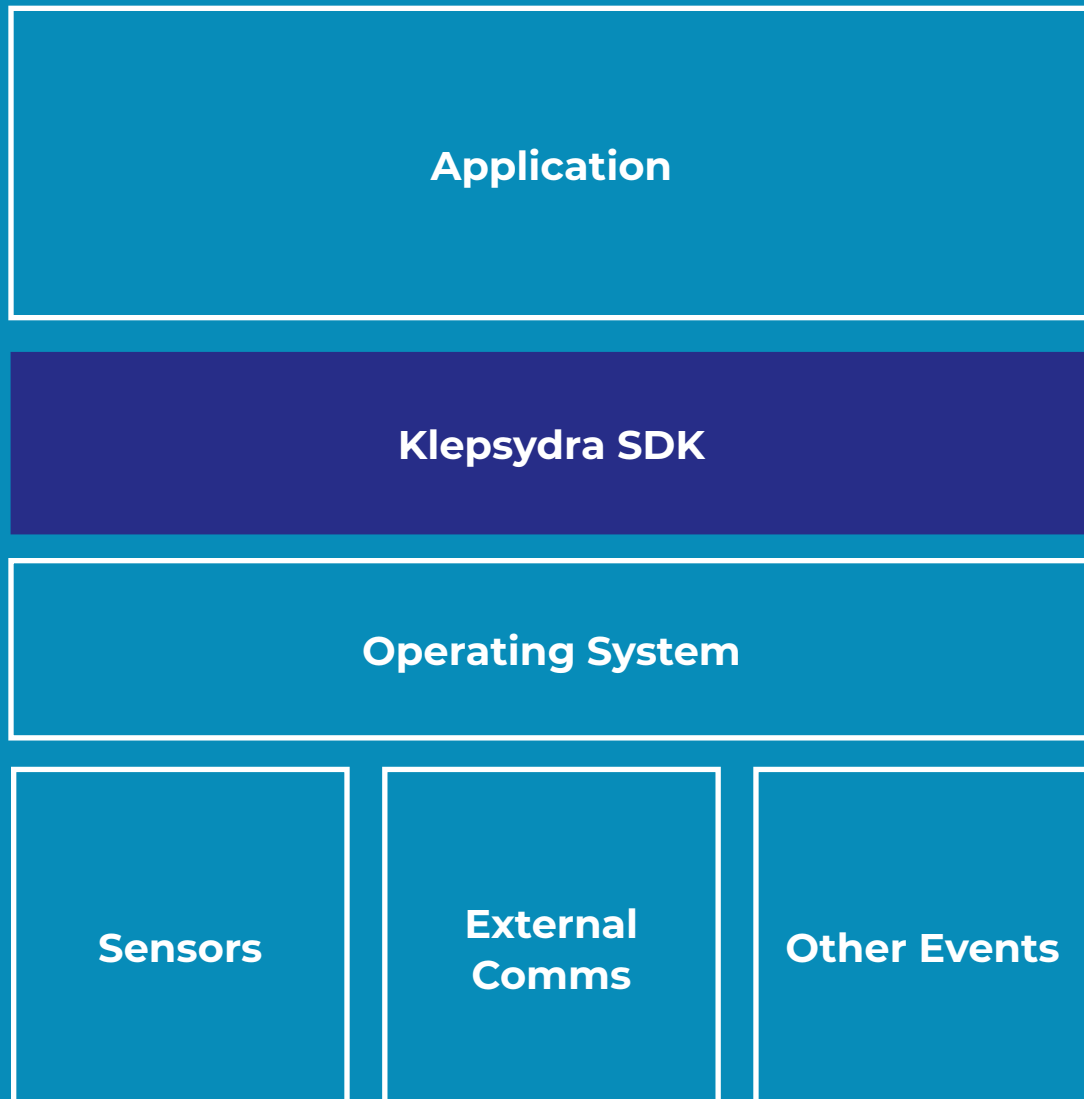 Application
Klepsydra SDK
Operating System
Sensors
External
Comms
Other Events